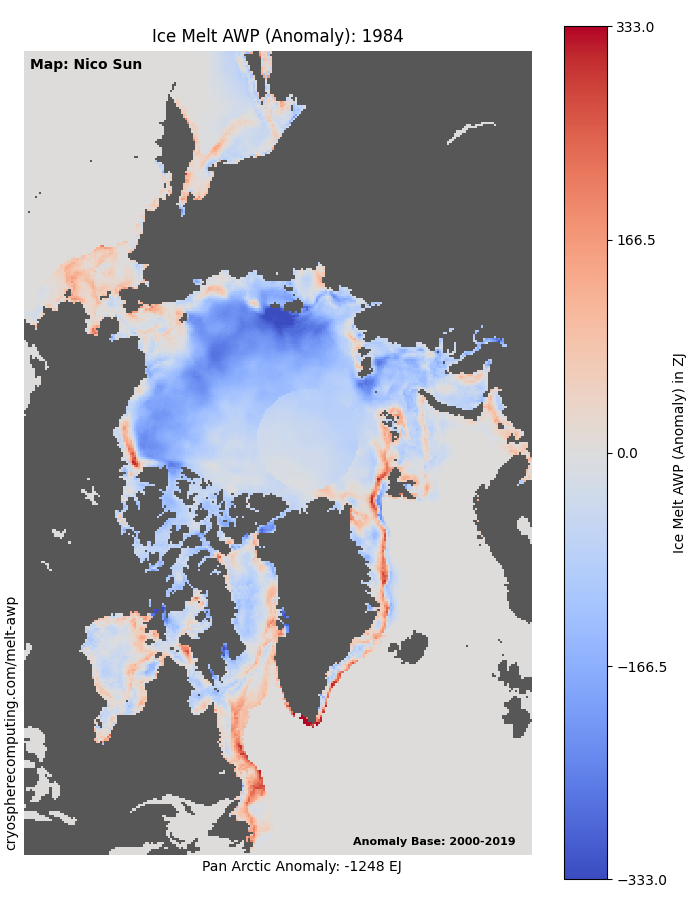 Ice Melt AWP (Anomaly): 1984
Map: Nico Sun
333.0
166.5
0.0
−166.5
−333.0
Ice Melt AWP (Anomaly) in ZJ
cryospherecomputing.com/melt-awp
Anomaly Base: 2000-2019
Pan Arctic Anomaly: -1248 EJ